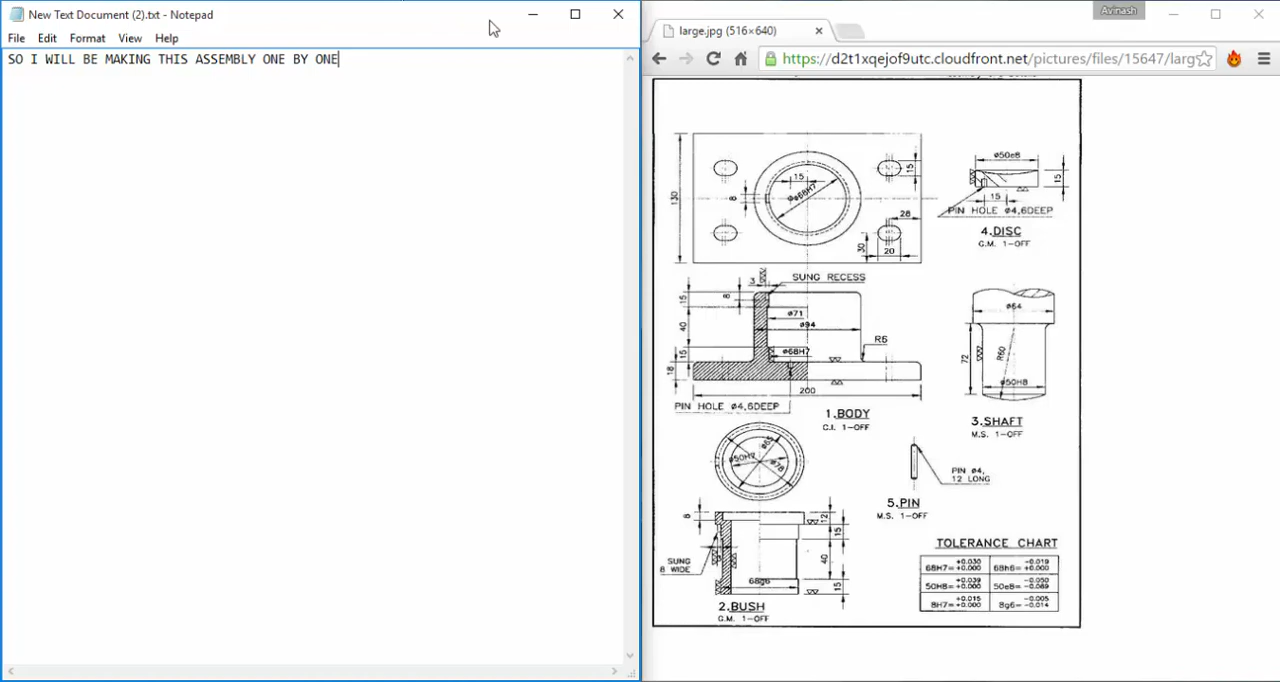 New Text Document (2).txt - Notepad
File Edit Format View Help
SO I WILL BE MAKING THIS ASSEMBLY ONE BY ONE
Avinash
large.jpg (516×640)
https://d2t1xqejof9utc.cloudfront.net/pictures/files/15647/larg
130
15
ø68H7
8
15
28
30
20
ø50e8
15
15
PIN HOLE ø4,6DEEP
4.DISC
G.M. 1-OFF
3
SUNG RECESS
15
8
ø71
40
ø94
15
R6
ø68H7
18
200
PIN HOLE ø4,6DEEP
1.BODY
C.I. 1-OFF
ø64
72
R60
ø50H8
3.SHAFT
M.S. 1-OFF
ø65
ø50H7
ø78
PIN ø4,
12 LONG
5.PIN
M.S. 1-OFF
8
12
15
40
SUNG
8 WIDE
68g6
15
2.BUSH
G.M. 1-OFF
TOLERANCE CHART
68H7= +0.030 +0.000 68h6= -0.019 +0.000
50H8= +0.039 +0.000 50e8= -0.050 -0.089
8H7= +0.015 +0.000 8g6= -0.005 -0.014